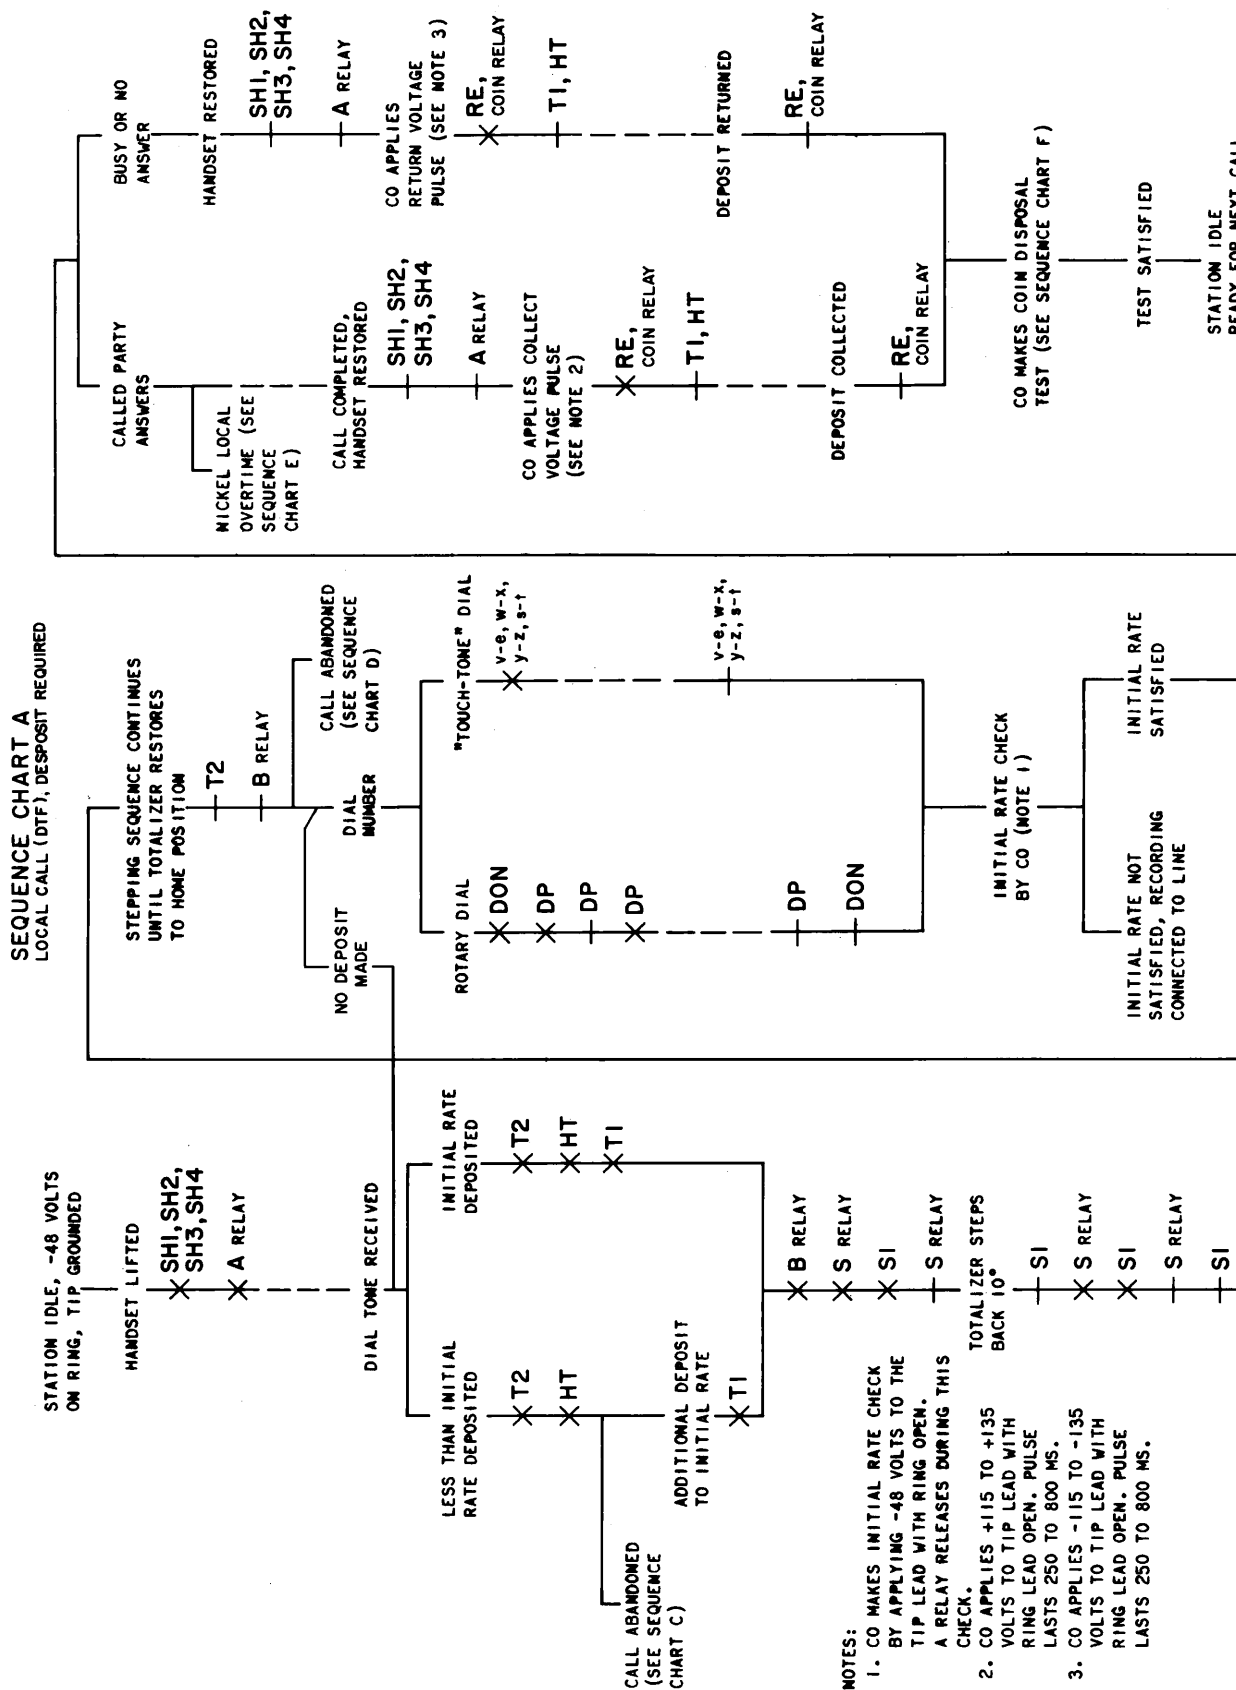 SEQUENCE CHART A
LOCAL CALL (DTF), DESPOSIT REQUIRED
STATION IDLE, -48 VOLTS
ON RING, TIP GROUNDED
HANDSET LIFTED
SH1, SH2,
SH3, SH4
A RELAY
DIAL TONE RECEIVED
LESS THAN INITIAL
RATE DEPOSITED
T2
HT
CALL ABANDONED
(SEE SEQUENCE
CHART C)
ADDITIONAL DEPOSIT
TO INITIAL RATE
T1
INITIAL RATE
DEPOSITED
T2
HT
T1
B RELAY
S RELAY
S1
S RELAY
TOTALIZER STEPS
BACK 10°
S1
S RELAY
S1
S RELAY
S1
NOTES:
1. CO MAKES INITIAL RATE CHECK
BY APPLYING -48 VOLTS TO THE
TIP LEAD WITH RING OPEN.
A RELAY RELEASES DURING THIS
CHECK.
2. CO APPLIES +115 TO +135
VOLTS TO TIP LEAD WITH
RING LEAD OPEN. PULSE
LASTS 250 TO 800 MS.
3. CO APPLIES -115 TO -135
VOLTS TO TIP LEAD WITH
RING LEAD OPEN. PULSE
LASTS 250 TO 800 MS.
STEPPING SEQUENCE CONTINUES
UNTIL TOTALIZER RESTORES
TO HOME POSITION
T2
B RELAY
NO DEPOSIT
MADE
DIAL
NUMBER
CALL ABANDONED
(SEE SEQUENCE
CHART D)
ROTARY DIAL
DON
DP
DP
DP
DP
DON
"TOUCH-TONE" DIAL
v-e, w-x,
y-z, s-t
v-e, w-x,
y-z, s-t
INITIAL RATE CHECK
BY CO (NOTE 1)
INITIAL RATE NOT
SATISFIED, RECORDING
CONNECTED TO LINE
INITIAL RATE
SATISFIED
CALLED PARTY
ANSWERS
NICKEL LOCAL
OVERTIME (SEE
SEQUENCE
CHART E)
CALL COMPLETED,
HANDSET RESTORED
SH1, SH2,
SH3, SH4
A RELAY
CO APPLIES COLLECT
VOLTAGE PULSE
(SEE NOTE 2)
RE,
COIN RELAY
T1, HT
DEPOSIT COLLECTED
RE,
COIN RELAY
BUSY OR NO
ANSWER
HANDSET RESTORED
SH1, SH2,
SH3, SH4
A RELAY
CO APPLIES
RETURN VOLTAGE
PULSE (SEE NOTE 3)
RE,
COIN RELAY
T1, HT
DEPOSIT RETURNED
RE,
COIN RELAY
CO MAKES COIN DISPOSAL
TEST (SEE SEQUENCE CHART F)
TEST SATISFIED
STATION IDLE
READY FOR NEXT CALL